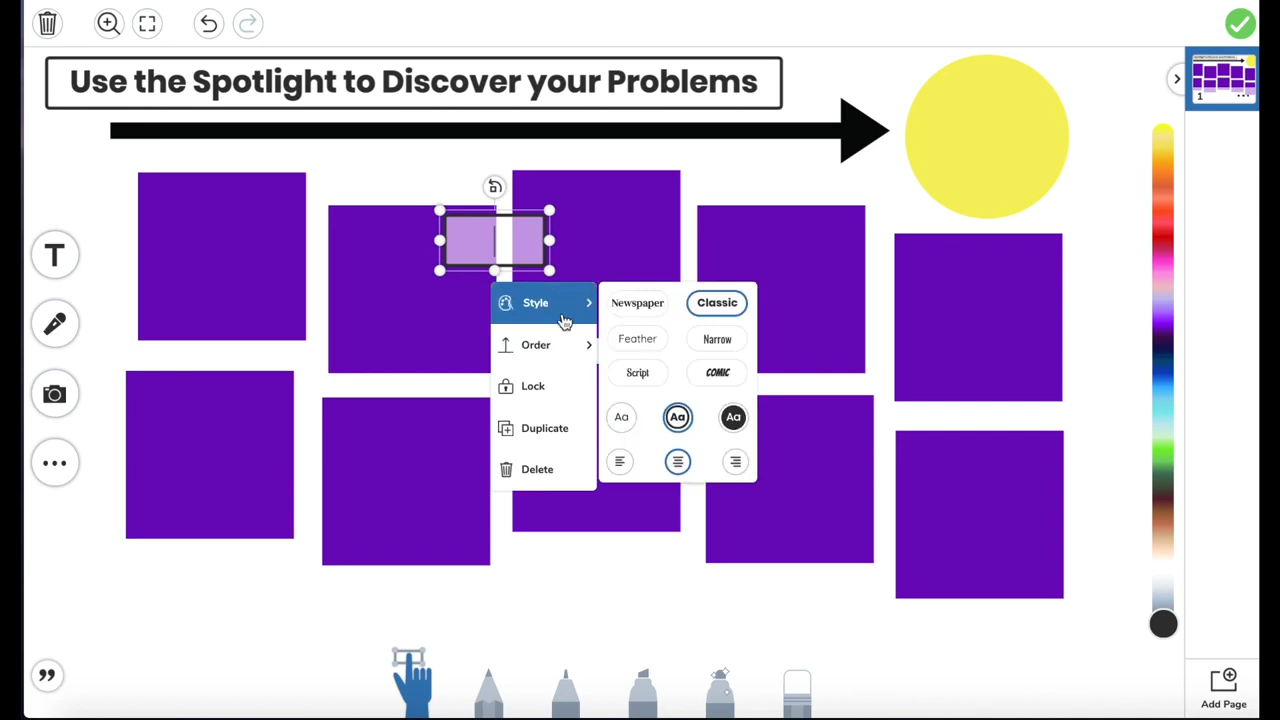 Use the Spotlight to Discover your Problems
1
T
Style
Newspaper
Classic
Order
Feather
Narrow
Lock
Script
COMIC
Duplicate
Aa
Aa
Aa
Delete
Add Page